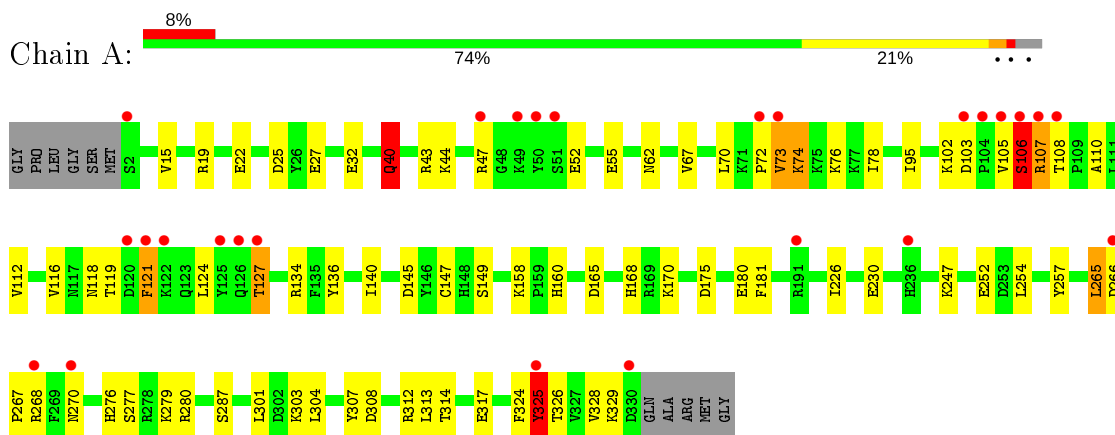 8%
Chain A:
74% 21% • • •
GLY PRO LEU GLY SER MET S2 V15 R19 E22 D25 Y26 E27 E32 Q40 R43 K44 R47 G48 K49 Y50 S51 E52 E55 N62 V67 L70 K71 P72 V73 K74 K75 K76 K77 I78 I95 K102 D103 P104 V105 S106 R107 T108 P109 A110 L111
V112 V116 N117 N118 T119 D120 F121 K122 Q123 L124 Y125 Q126 T127 R134 F135 Y136 I140 D145 Y146 C147 H148 S149 K158 P159 H160 D165 H168 R169 K170 D175 E180 F181 R191 I226 E230 H236 K247 E252 D253 L254 Y257 L265 D266
P267 R268 F269 N270 H276 S277 R278 K279 R280 S287 L301 D302 K303 L304 Y307 D308 R312 L313 T314 E317 F324 Y325 T326 V327 V328 K329 D330 GLN ALA ARG MET GLY